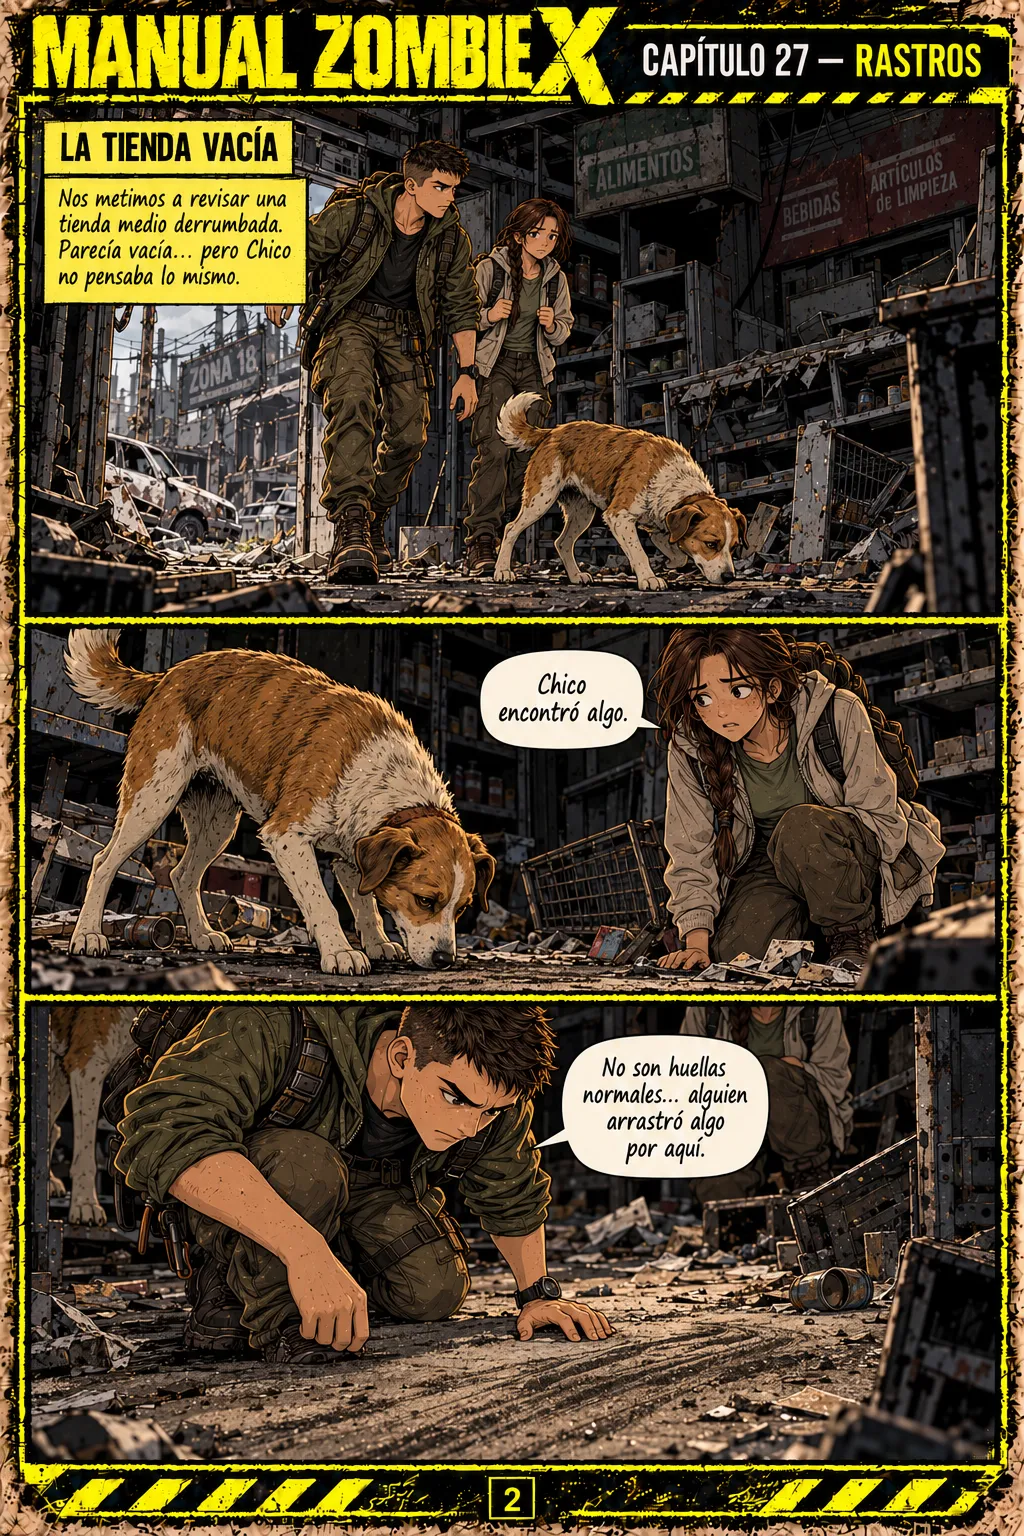 MANUAL ZOMBIE X
CAPÍTULO 27 — RASTROS
LA TIENDA VACÍA
Nos metimos a revisar una
tienda medio derrumbada.
Parecía vacía... pero Chico
no pensaba lo mismo.
ALIMENTOS
BEBIDAS
ARTÍCULOS
de LIMPIEZA
ZONA 18
Chico
encontró algo.
No son huellas
normales... alguien
arrastró algo
por aquí.
2